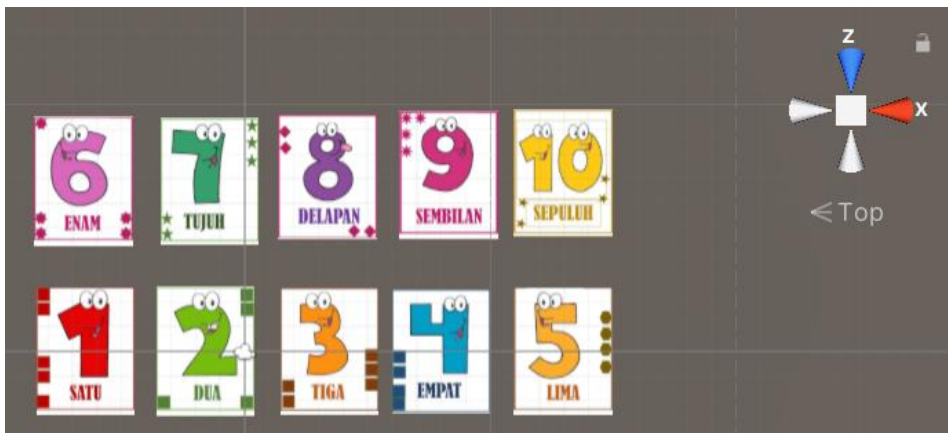 Z
X
Top
6 7 8 9 10
ENAM TUJUH DELAPAN SEMBILAN SEPULUH
1 2 3 4 5
SATU DUA TIGA EMPAT LIMA